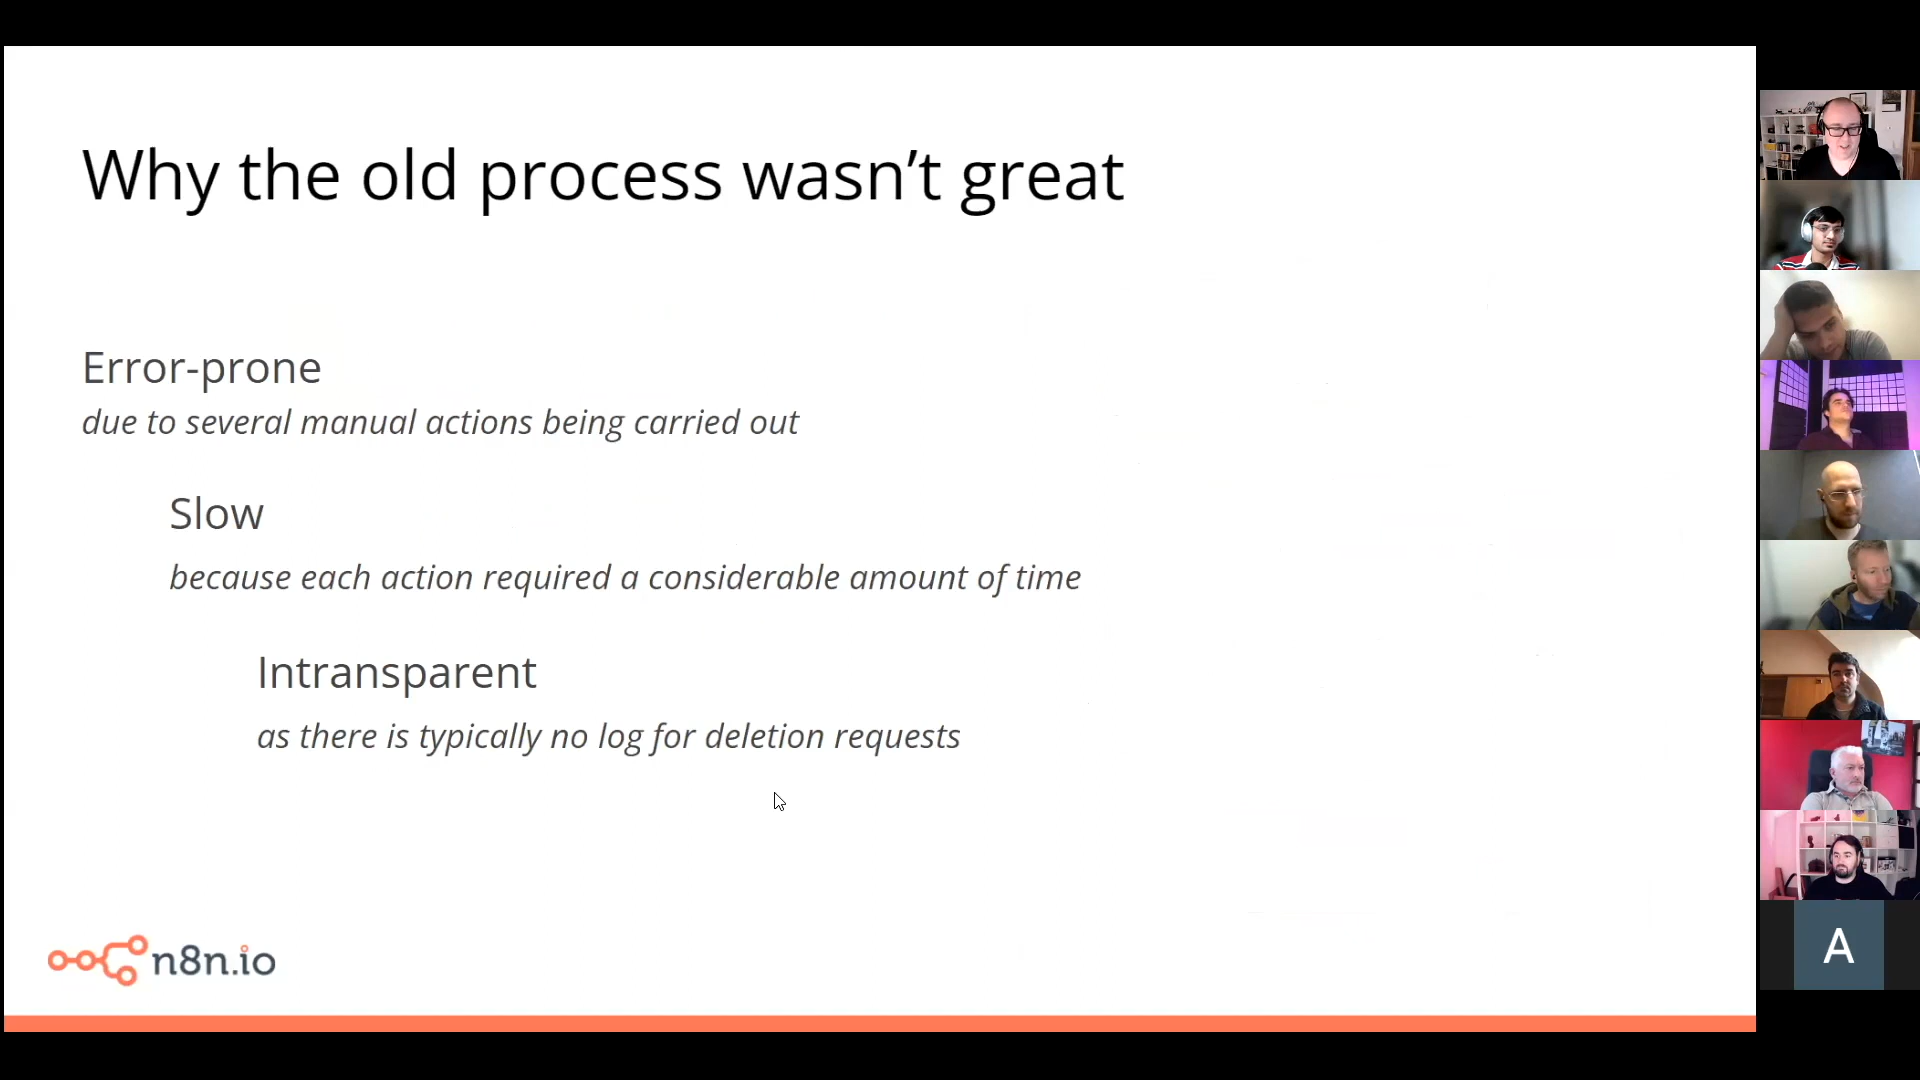 Why the old process wasn’t great
Error-prone
due to several manual actions being carried out
Slow
because each action required a considerable amount of time
Intransparent
as there is typically no log for deletion requests
n8n.io
A